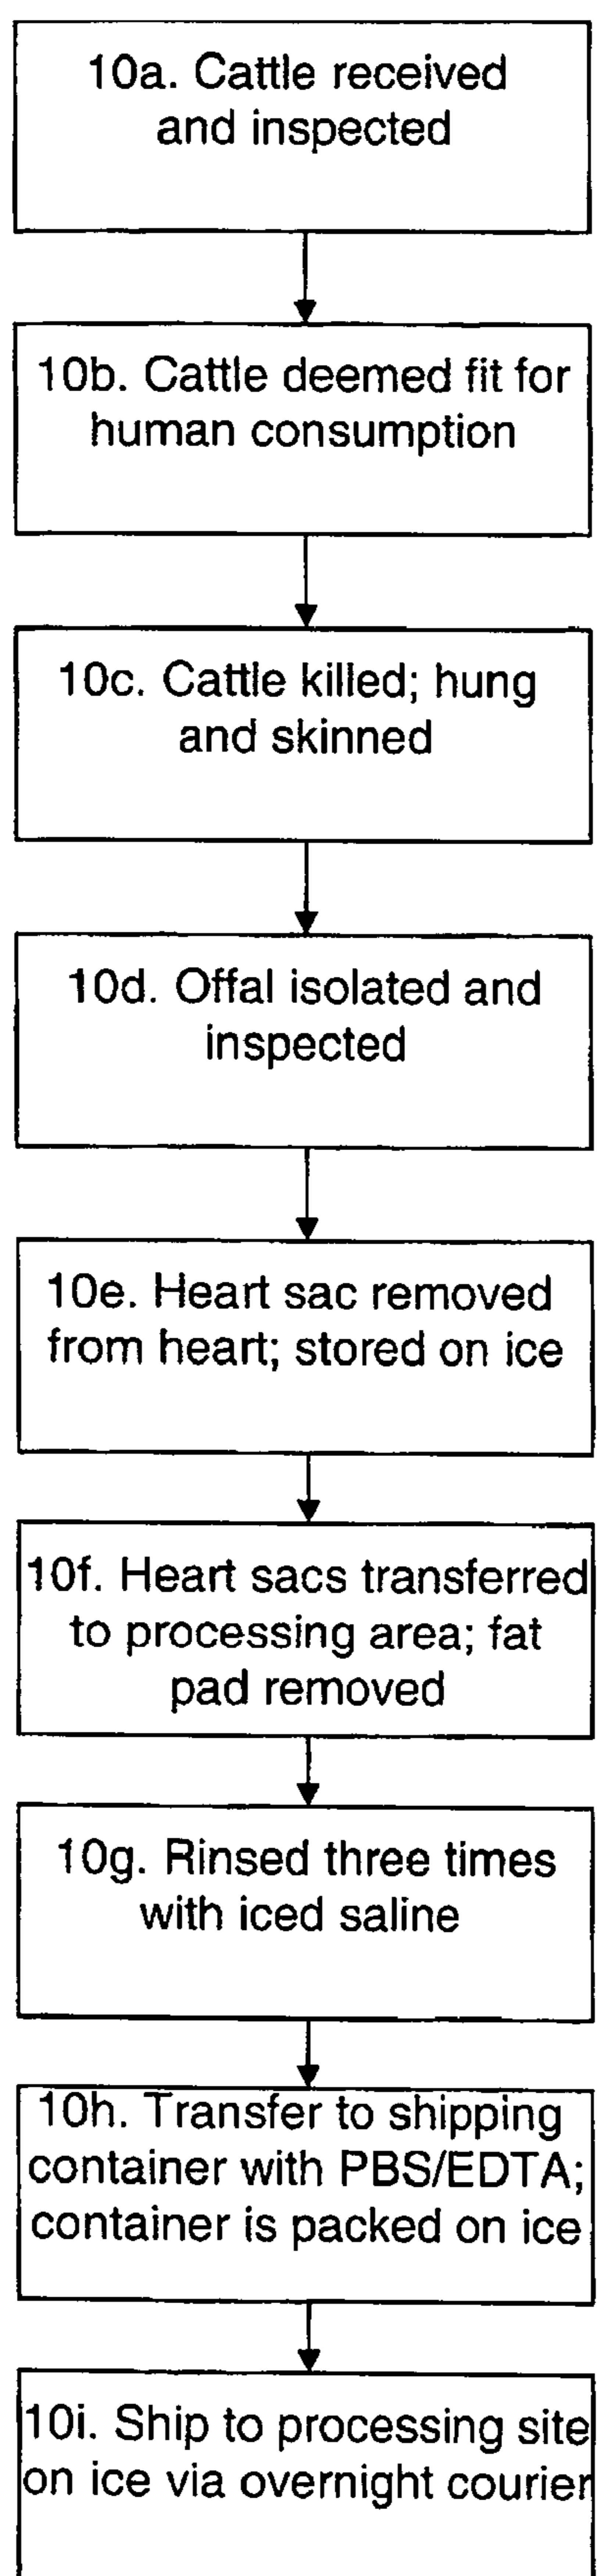 10a. Cattle received
and inspected
10b. Cattle deemed fit for
human consumption
10c. Cattle killed; hung
and skinned
10d. Offal isolated and
inspected
10e. Heart sac removed
from heart; stored on ice
10f. Heart sacs transferred
to processing area; fat
pad removed
10g. Rinsed three times
with iced saline
10h. Transfer to shipping
container with PBS/EDTA;
container is packed on ice
10i. Ship to processing site
on ice via overnight courier